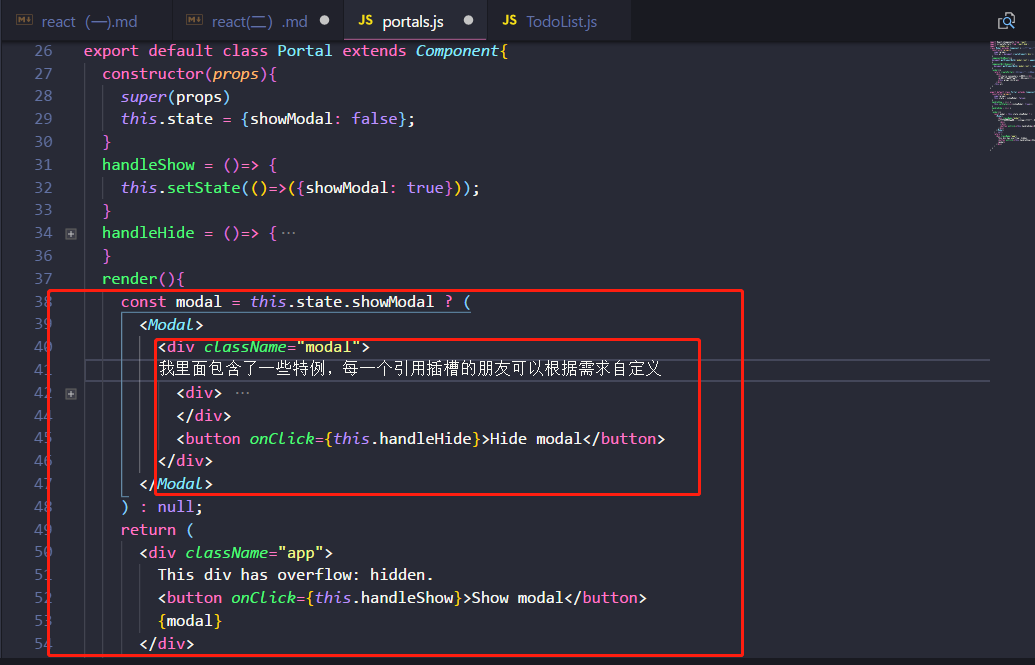 react （一）.md
react(二） .md
JS portals.js
JS TodoList.js
26 export default class Portal extends Component{
27 constructor(props){
28 super(props)
29 this.state = {showModal: false};
30 }
31 handleShow = ()=> {
32 this.setState(()=>({showModal: true}));
33 }
34 handleHide = ()=> {···
36 }
37 render(){
38 const modal = this.state.showModal ? (
39 <Modal>
40 <div className="modal">
41 我里面包含了一些特例，每一个引用插槽的朋友可以根据需求自定义
42 <div> ···
44 </div>
45 <button onClick={this.handleHide}>Hide modal</button>
46 </div>
47 </Modal>
48 ) : null;
49 return (
50 <div className="app">
51 This div has overflow: hidden.
52 <button onClick={this.handleShow}>Show modal</button>
53 {modal}
54 </div>